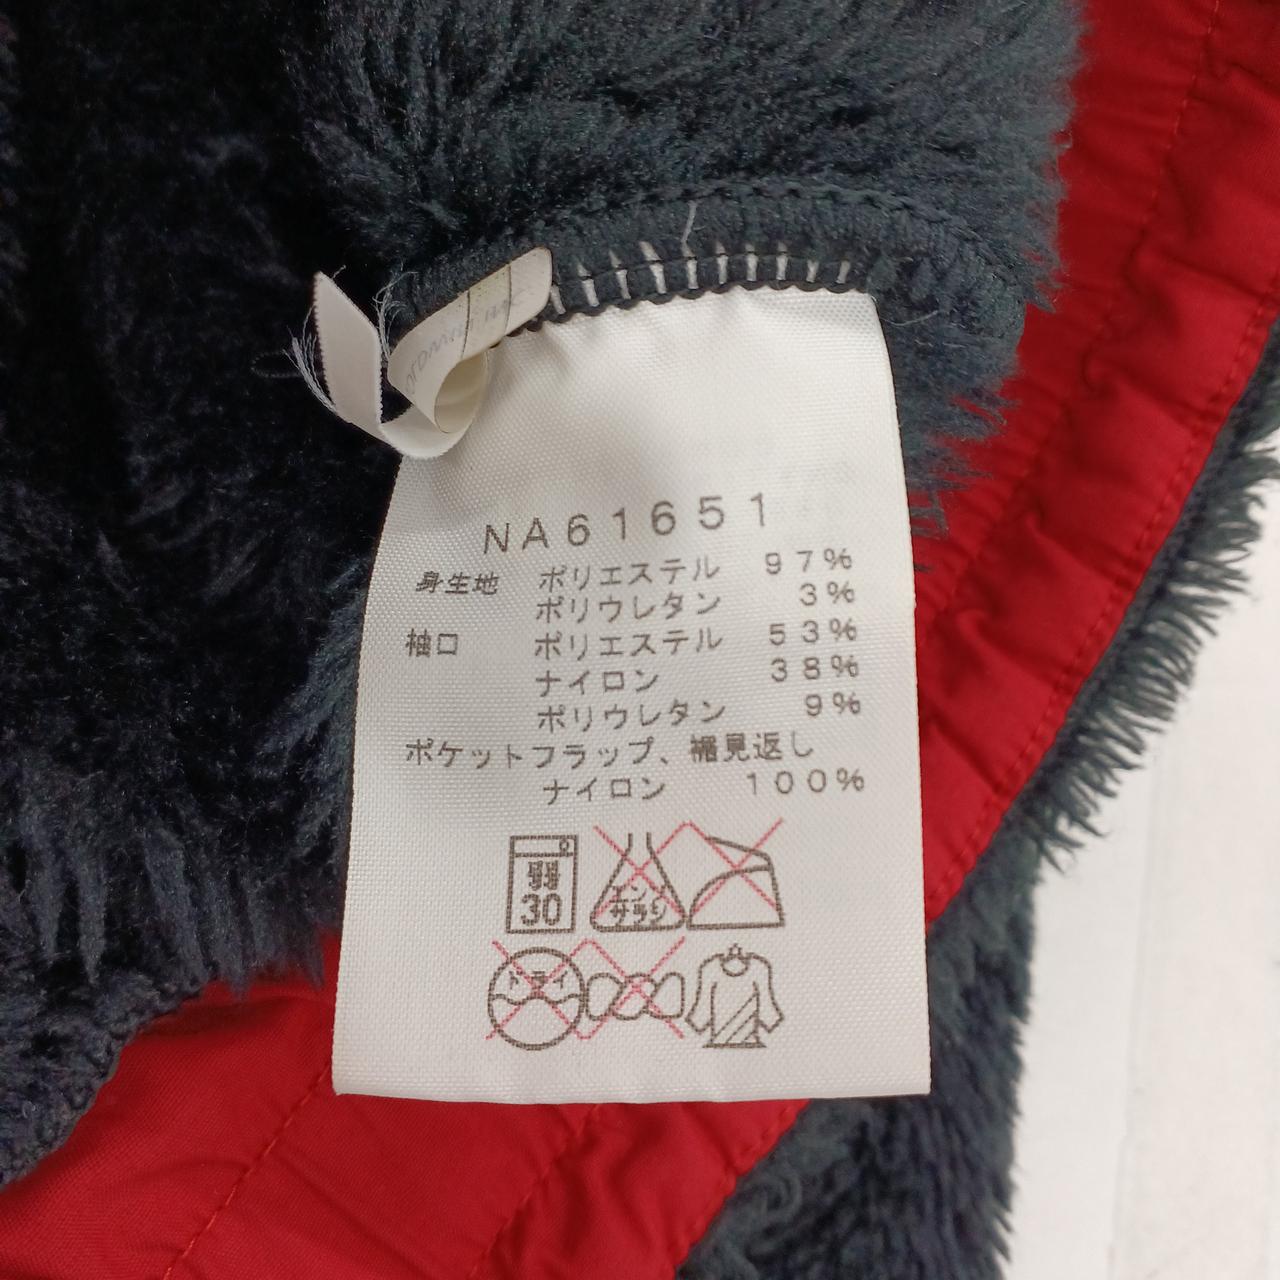 NA61651
身生地 ポリエステル 97%
ポリウレタン 3%
袖口 ポリエステル 53%
ナイロン 38%
ポリウレタン 9%
ポケットフラップ、裾見返し
ナイロン 100%
弱
30
エンソ
サラシ
ドライ